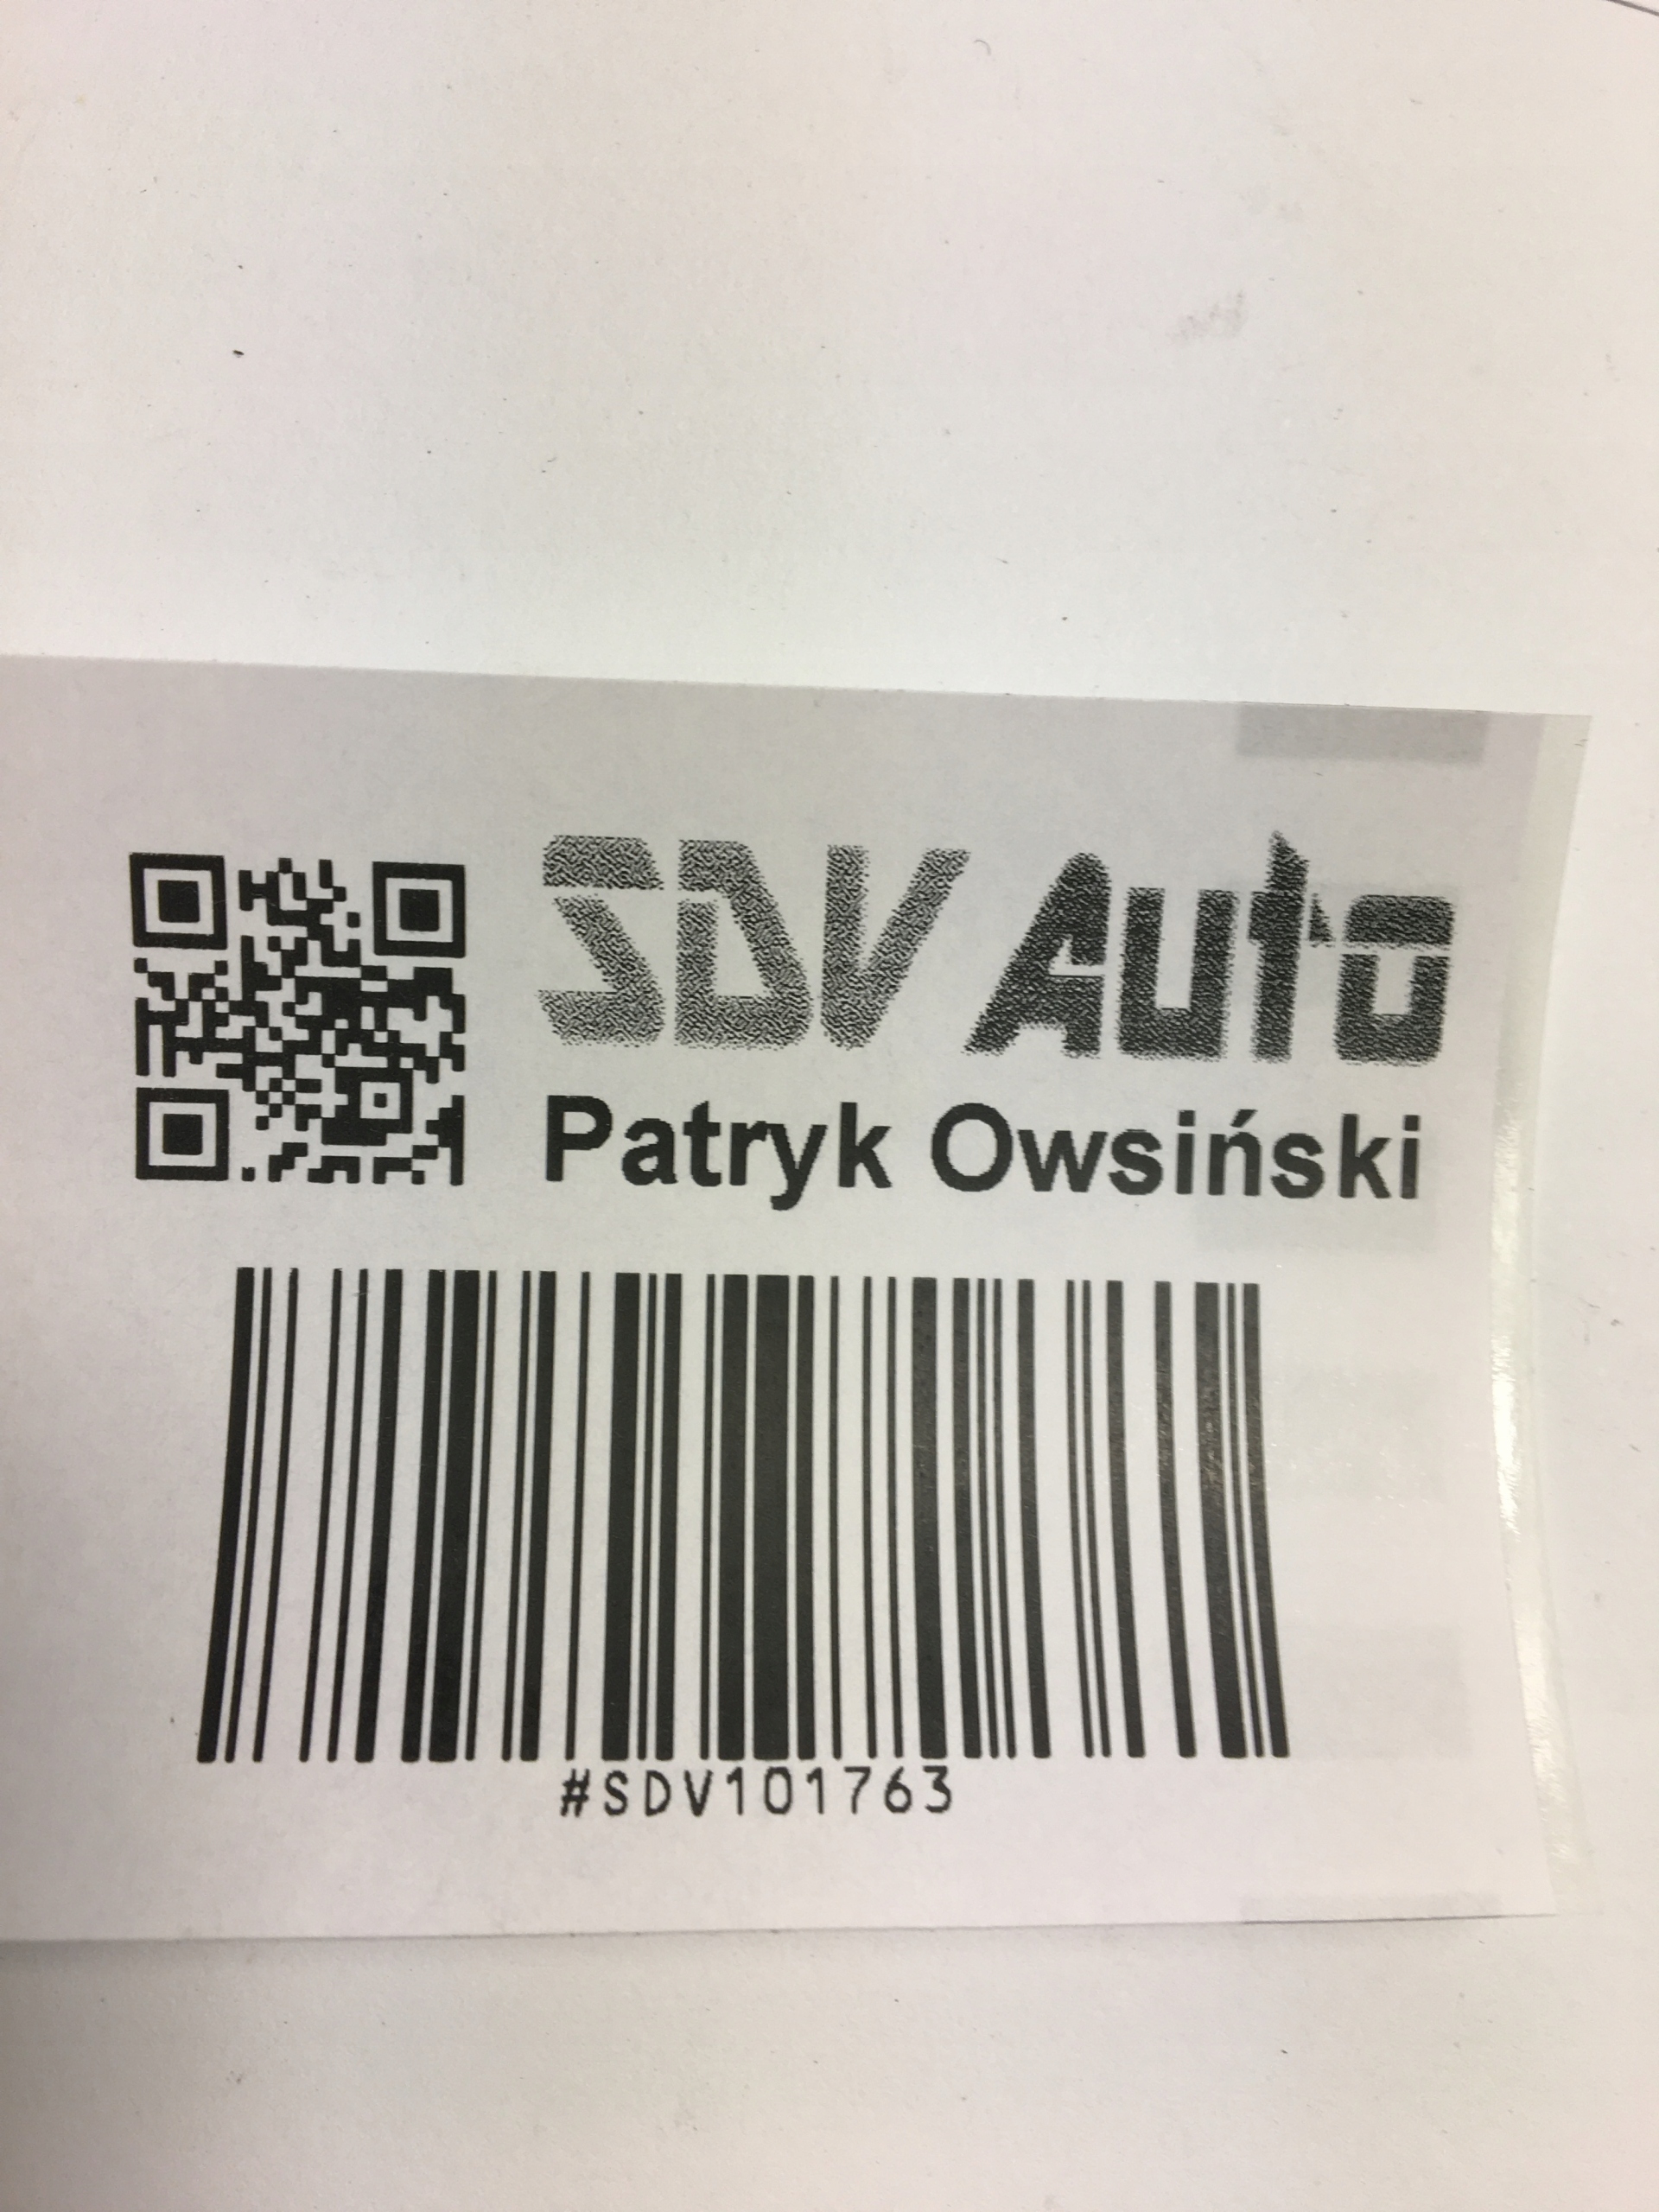 SDV Auto
Patryk Owsiński
#SDV101763